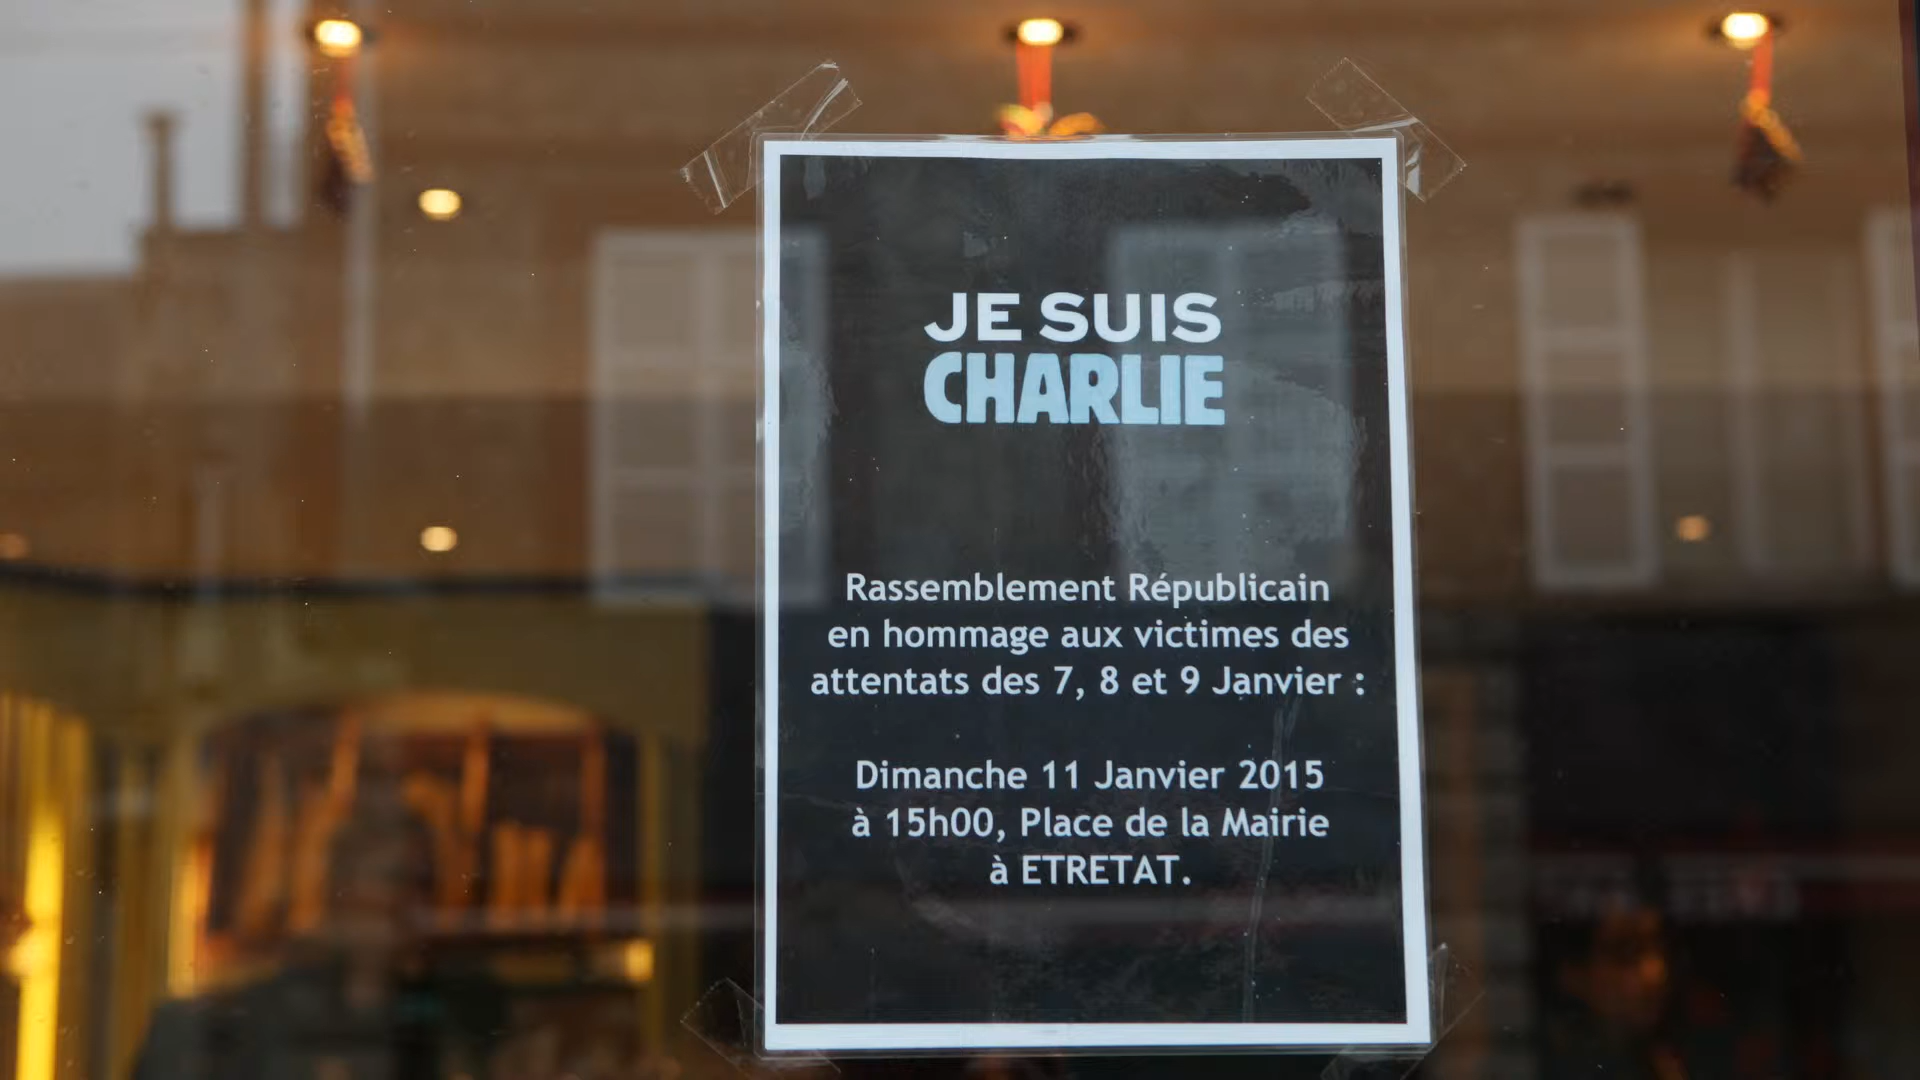 JE SUIS
CHARLIE
Rassemblement Républicain
en hommage aux victimes des
attentats des 7, 8 et 9 Janvier :
Dimanche 11 Janvier 2015
à 15h00, Place de la Mairie
à ETRETAT.